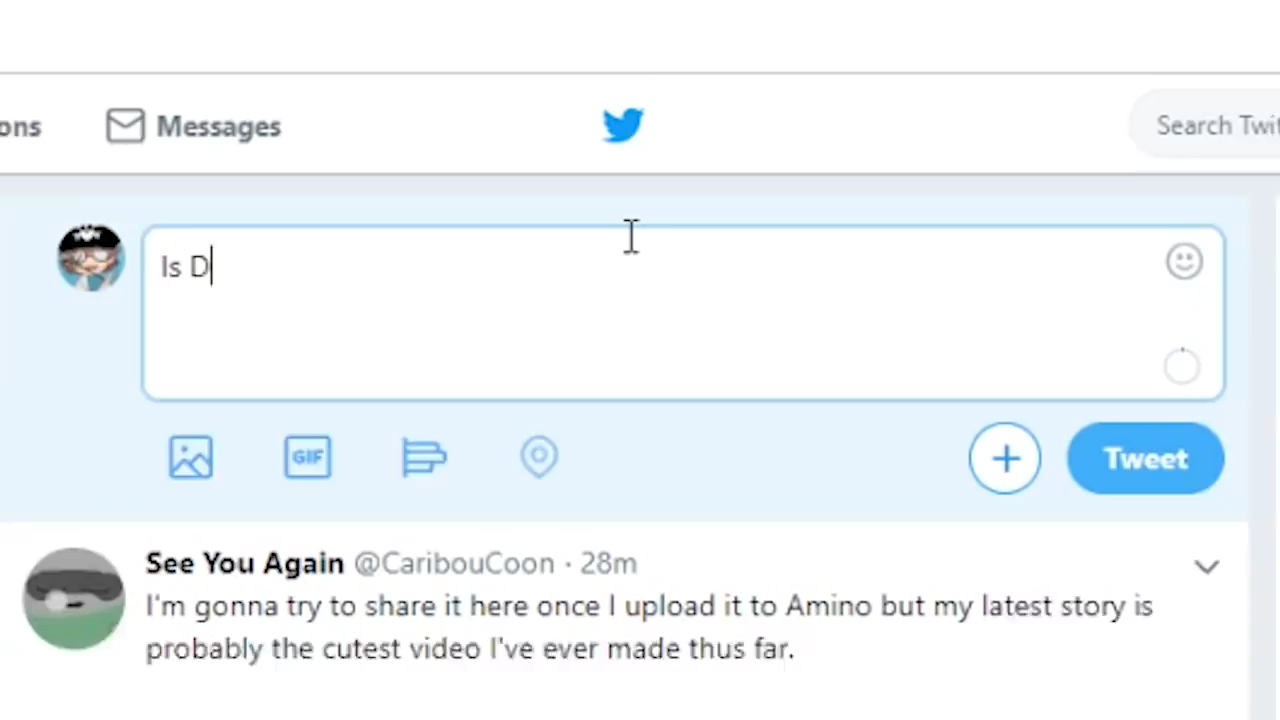 ons
Messages
Search Twit
Is D
GIF
Tweet
See You Again @CaribouCoon · 28m
I'm gonna try to share it here once I upload it to Amino but my latest story is
probably the cutest video I've ever made thus far.